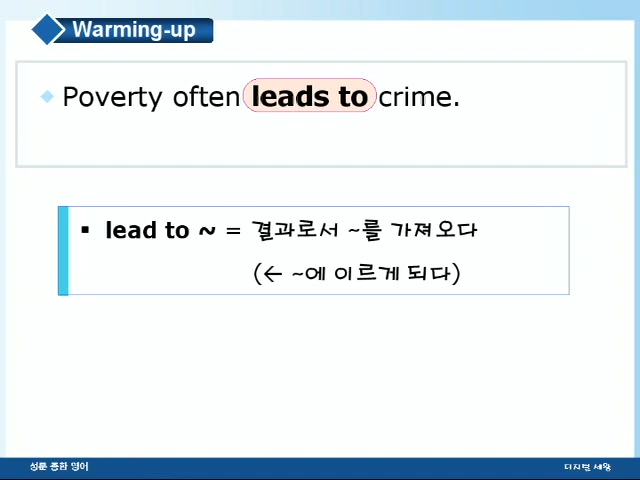 Warming-up
Poverty often leads to crime.
▪ lead to ~ = 결과로서 ~를 가져오다
(← ~에 이르게 되다)
성문 종합 영어
디지털 세왕